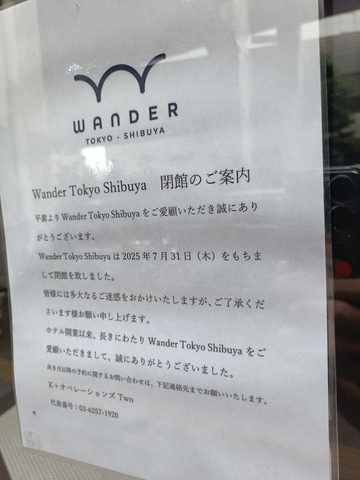 WANDER
TOKYO・SHIBUYA
Wander Tokyo Shibuya　閉館のご案内
平素より Wander Tokyo Shibuya をご愛顧いただき誠にあり
がとうございます。
Wander Tokyo Shibuya は 2025 年 7 月 31 日（木）をもちま
して閉館を致しました。
皆様には多大なるご迷惑をおかけいたしますが、ご了承くだ
さいます様お願い申し上げます。
ホテル開業以来、長きにわたり Wander Tokyo Shibuya をご
愛顧いただきまして、誠にありがとうございました。
尚 8 月以降の予約に関するお問い合わせは、下記連絡先までお願いいたします。
K＋オペレーションズ Two
代表番号：03-6257-1920